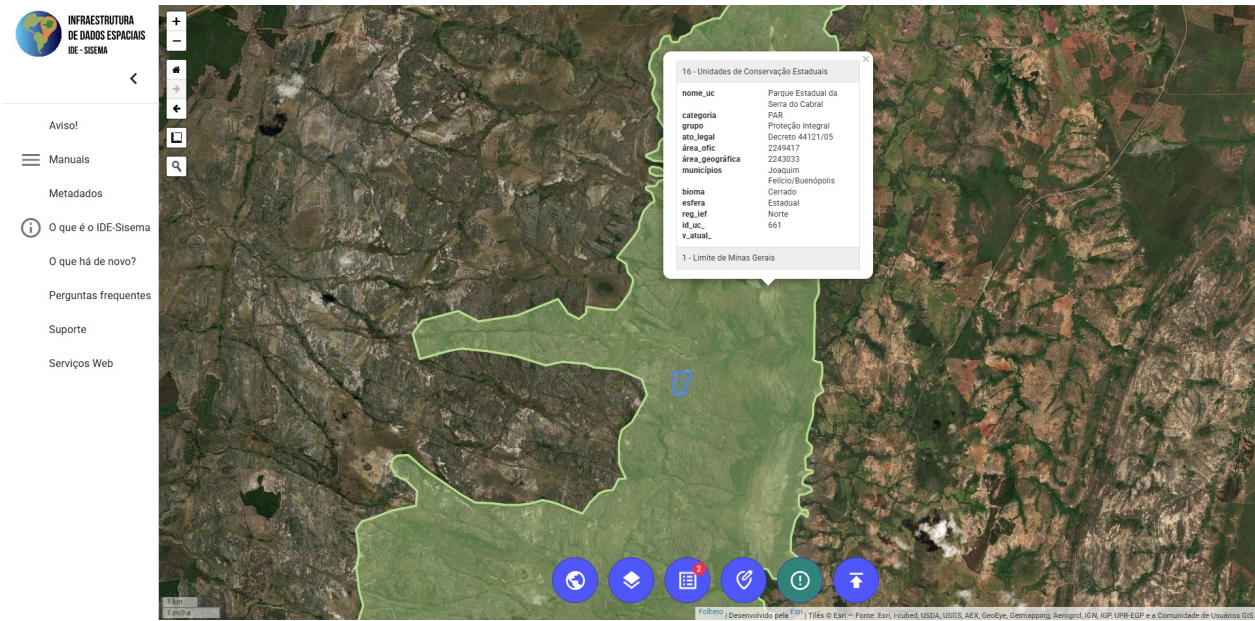 INFRAESTRUTURA
DE DADOS ESPACIAIS
IDE - SISEMA
Aviso!
Manuais
Metadados
O que é o IDE-Sisema
O que há de novo?
Perguntas frequentes
Suporte
Serviços Web
16 - Unidades de Conservação Estaduais
nome_uc Parque Estadual da
Serra do Cabral
categoria PAR
grupo Proteção Integral
ato_legal Decreto 44121/05
área_ofic 2249417
área_geográfica 2243033
municípios Joaquim
Felício/Buenópolis
bioma Cerrado
esfera Estadual
reg_ief Norte
id_uc_ 661
v_atual_
1 - Limite de Minas Gerais
2
1 km
1 milha
Folheto | Desenvolvido pela Esri | Tiles © Esri — Fonte: Esri, i-cubed, USDA, USGS, AEX, GeoEye, Getmapping, Aerogrid, IGN, IGP, UPR-EGP e a Comunidade de Usuários GIS